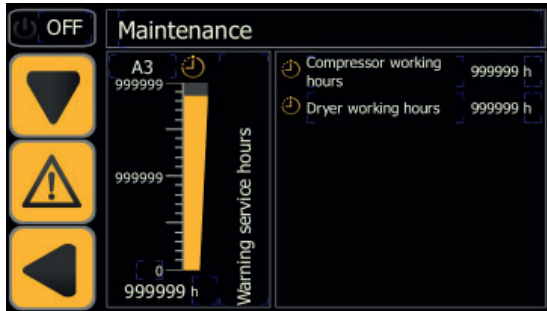 OFF
Maintenance
A3
999999
999999
0
999999 h
Warning service hours
Compressor working
hours
999999 h
Dryer working hours
999999 h